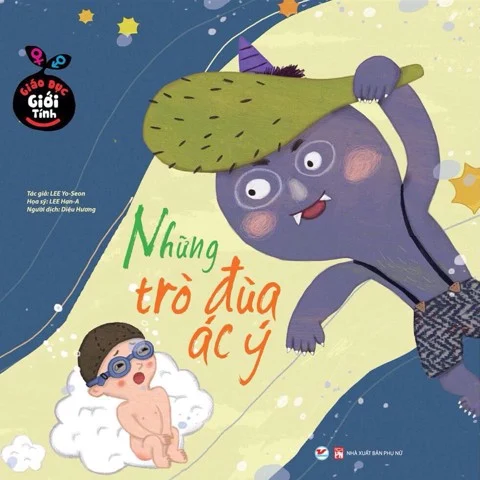 GIÁO DỤC
Giới
Tính
Tác giả: LEE Yo-Seon
Họa sỹ: LEE Han-A
Người dịch: Diệu Hương
Những
trò đùa
ác ý
NHÀ XUẤT BẢN PHỤ NỮ